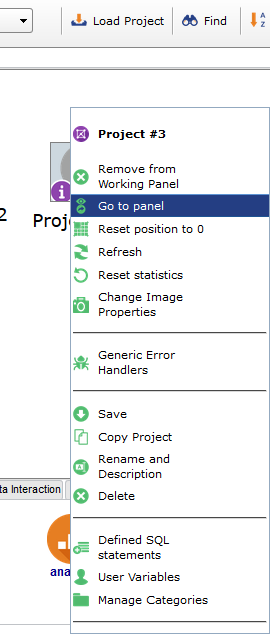 Load Project
Find
A
Z
Project #3
2
Remove from
Working Panel
Go to panel
Proj
Reset position to 0
Refresh
Reset statistics
Change Image
Properties
Generic Error
Handlers
Save
Copy Project
Rename and
Description
ta Interaction
Delete
Defined SQL
statements
ana
User Variables
Manage Categories